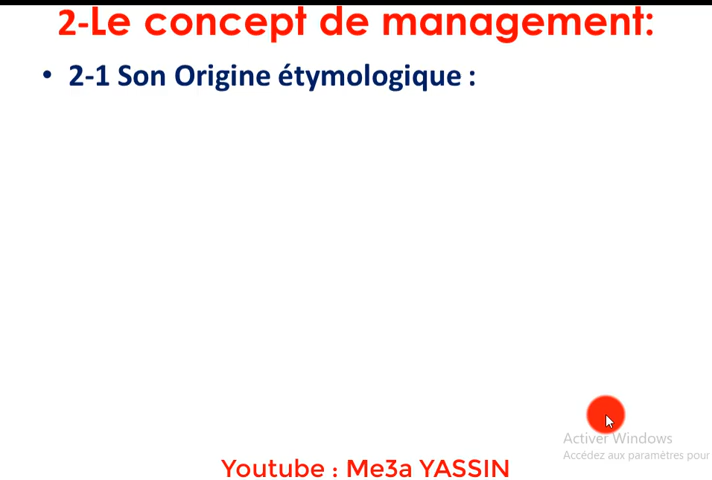 2-Le concept de management:
• 2-1 Son Origine étymologique :
Activer Windows
Accédez aux paramètres pour
Youtube : Me3a YASSIN